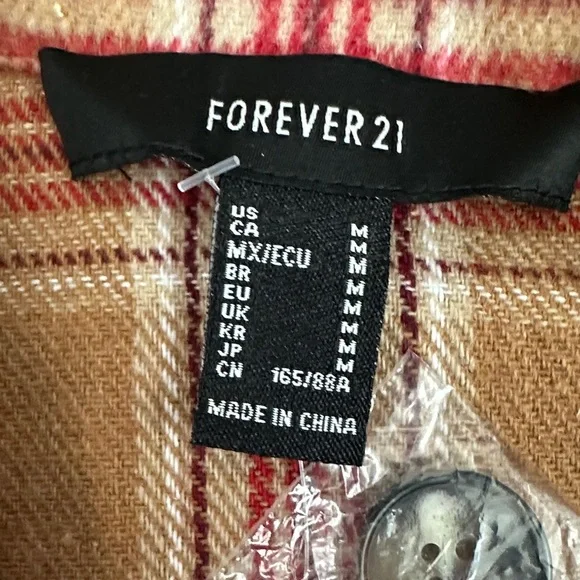 FOREVER 21
US M
CA M
MX/ECU M
BR M
EU M
UK M
KR M
JP M
CN 165/88A
MADE IN CHINA